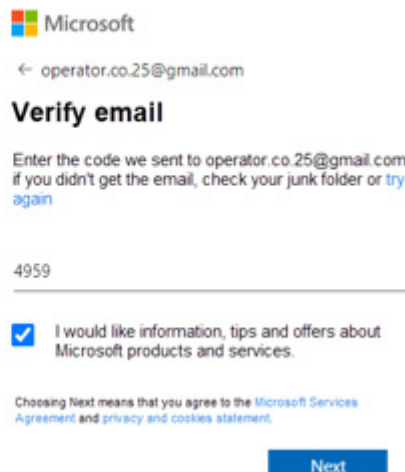 Microsoft
← operator.co.25@gmail.com
Verify email
Enter the code we sent to operator.co.25@gmail.com
if you didn't get the email, check your junk folder or try
again
4959
I would like information, tips and offers about
Microsoft products and services.
Choosing Next means that you agree to the Microsoft Services
Agreement and privacy and cookies statement.
Next